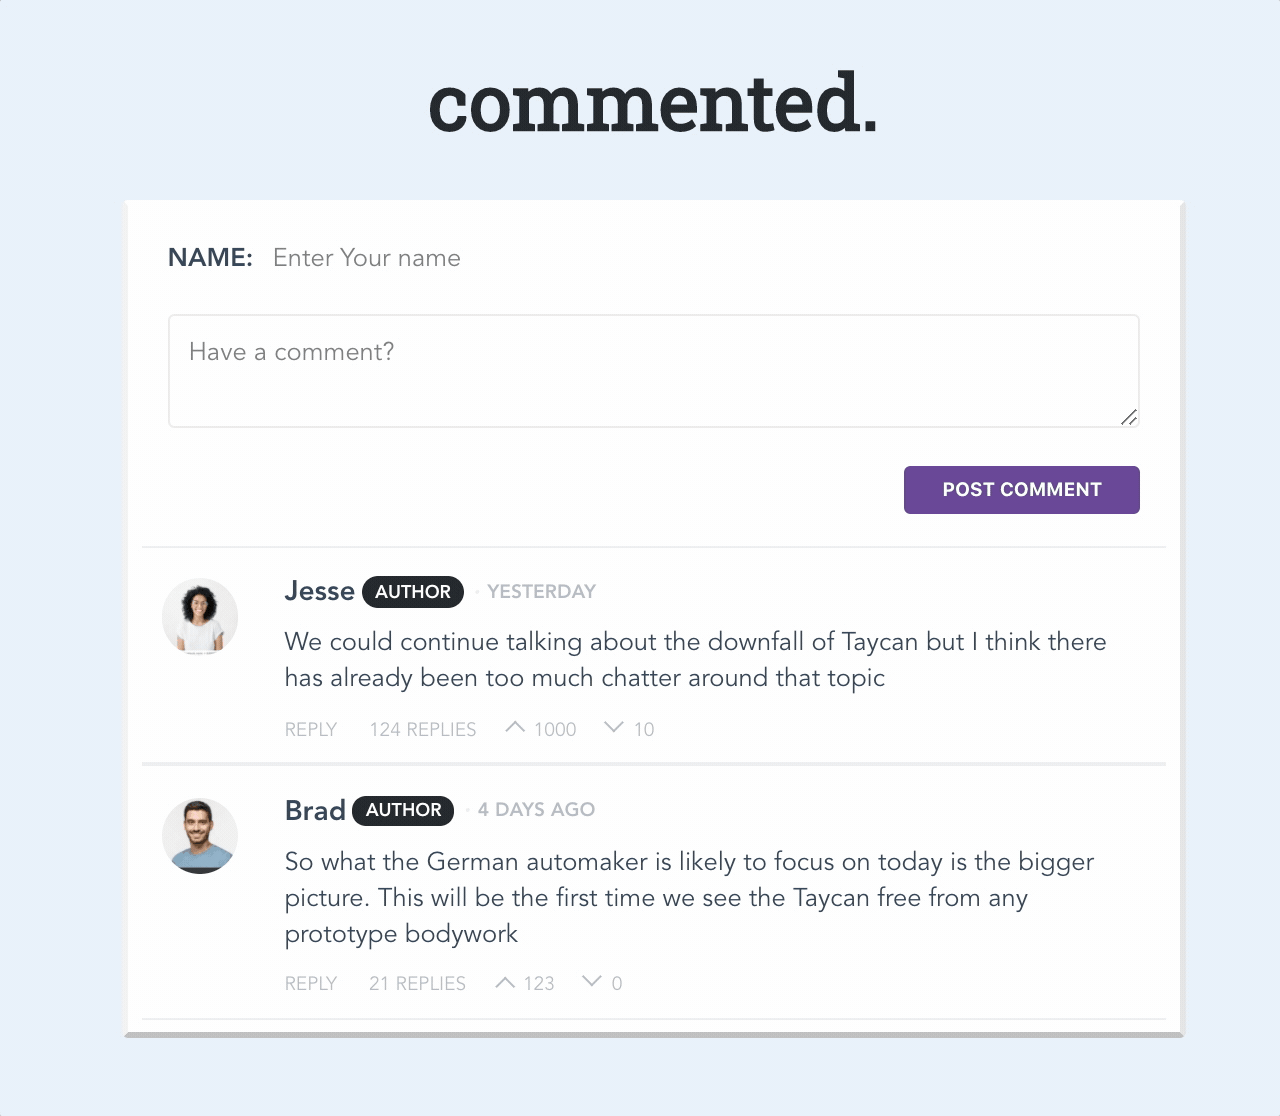 commented.
NAME: Enter Your name
Have a comment?
POST COMMENT
Jesse AUTHOR · YESTERDAY
We could continue talking about the downfall of Taycan but I think there
has already been too much chatter around that topic
REPLY 124 REPLIES 1000 10
Brad AUTHOR · 4 DAYS AGO
So what the German automaker is likely to focus on today is the bigger
picture. This will be the first time we see the Taycan free from any
prototype bodywork
REPLY 21 REPLIES 123 0